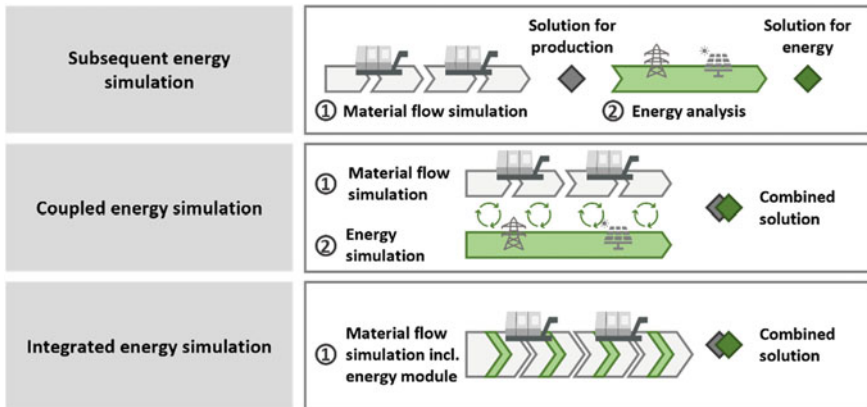 Subsequent energy
simulation
Solution for
production
Solution for
energy
① Material flow simulation
② Energy analysis
Coupled energy simulation
① Material flow
simulation
② Energy
simulation
Combined
solution
Integrated energy simulation
① Material flow
simulation incl.
energy module
Combined
solution